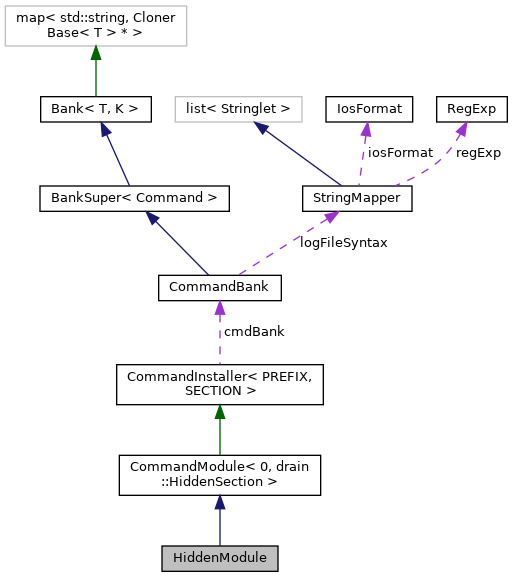 map< std::string, Cloner
Base< T > * >
Bank< T, K >
list< Stringlet >
IosFormat
RegExp
iosFormat
regExp
BankSuper< Command >
StringMapper
logFileSyntax
CommandBank
cmdBank
CommandInstaller< PREFIX,
SECTION >
CommandModule< 0, drain
::HiddenSection >
HiddenModule